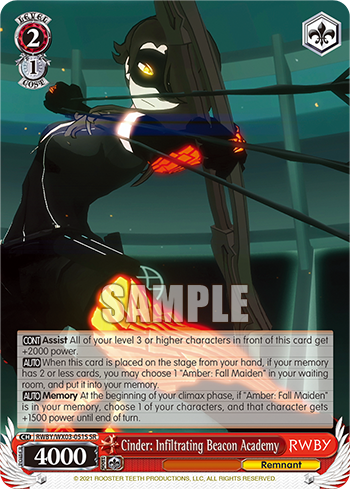 LEVEL
2
1
COST
SAMPLE
CONT Assist All of your level 3 or higher characters in front of this card get
+2000 power.
AUTO When this card is placed on the stage from your hand, if your memory
has 2 or less cards, you may choose 1 "Amber: Fall Maiden" in your waiting
room, and put it into your memory.
AUTO Memory At the beginning of your climax phase, if "Amber: Fall Maiden"
is in your memory, choose 1 of your characters, and that character gets
+1500 power until end of turn.
CH RWBY/WX03-051S SR
Cinder: Infiltrating Beacon Academy RWBY
POWER 4000
Remnant
© 2021 ROOSTER TEETH PRODUCTIONS, LLC. ALL RIGHTS RESERVED.